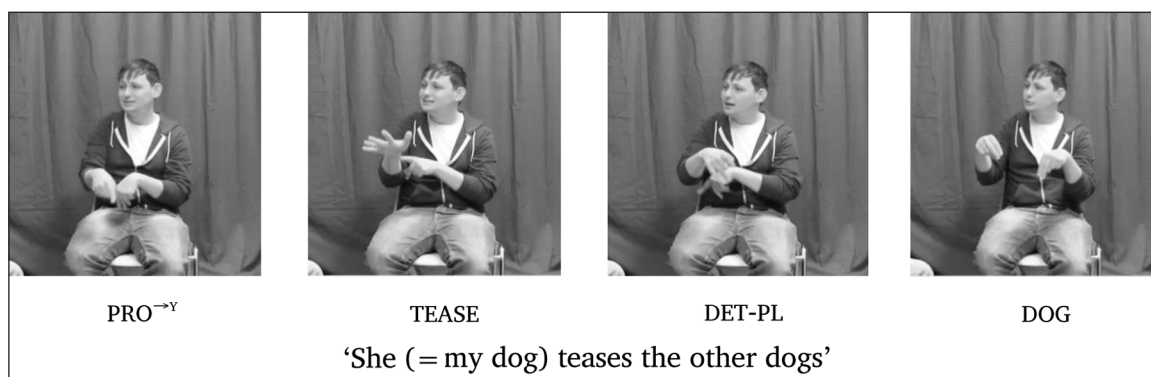 PRO→Y TEASE DET-PL DOG
‘She (=my dog) teases the other dogs’